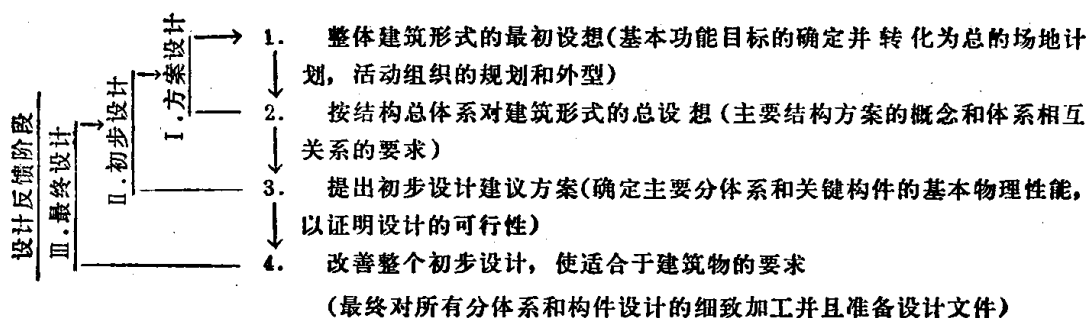 设计反馈阶段
Ⅲ.最终设计
Ⅱ.初步设计
Ⅰ.方案设计
1. 整体建筑形式的最初设想(基本功能目标的确定并转化为总的场地计
划，活动组织的规划和外型)
2. 按结构总体系对建筑形式的总设想(主要结构方案的概念和体系相互
关系的要求)
3. 提出初步设计建议方案(确定主要分体系和关键构件的基本物理性能，
以证明设计的可行性)
4. 改善整个初步设计，使适合于建筑物的要求
(最终对所有分体系和构件设计的细致加工并且准备设计文件)